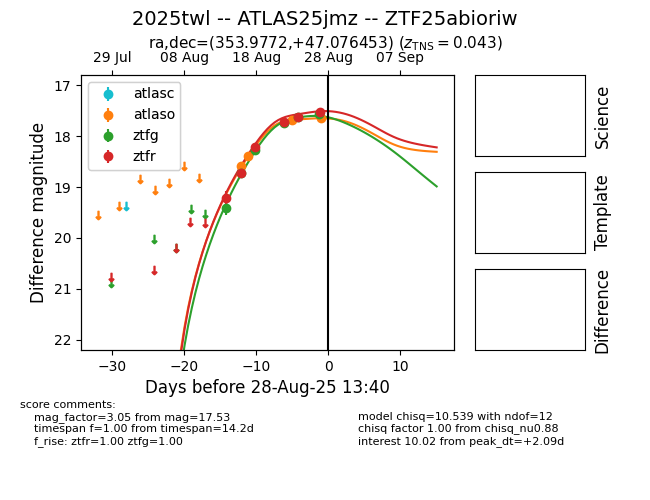 2025twl -- ATLAS25jmz -- ZTF25abioriw
ra,dec=(353.9772,+47.076453) (z_TNS = 0.043)
29 Jul 08 Aug 18 Aug 28 Aug 07 Sep
atlasc
atlaso
ztfg
ztfr
17
18
19
20
21
22
Difference magnitude
−30 −20 −10 0 10
Days before 28-Aug-25 13:40
Science
Template
Difference
score comments:
mag_factor=3.05 from mag=17.53
timespan f=1.00 from timespan=14.2d
f_rise: ztfr=1.00 ztfg=1.00
model chisq=10.539 with ndof=12
chisq factor 1.00 from chisq_nu0.88
interest 10.02 from peak_dt=+2.09d